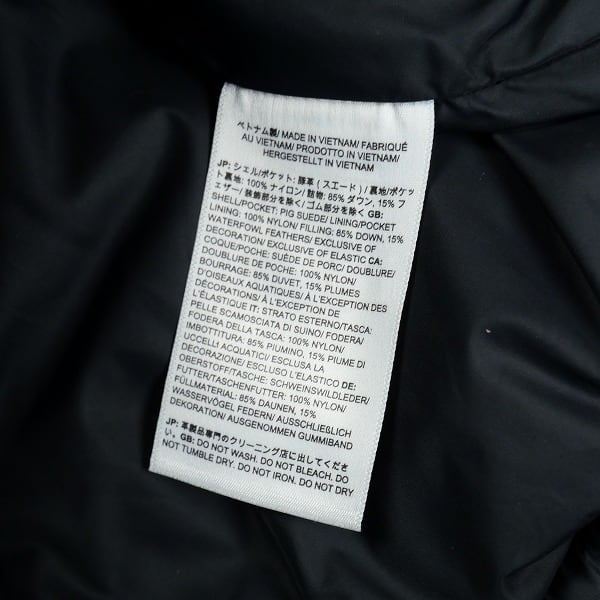 ベトナム製/ MADE IN VIETNAM/ FABRIQUÉ
AU VIETNAM/ PRODOTTO IN VIETNAM/
HERGESTELLT IN VIETNAM
JP: シェル/ポケット: 豚革 ( スエード ) / 裏地/ポケッ
ト裏地: 100% ナイロン/ 詰物: 85% ダウン, 15% フ
ェザー/ 装飾部分を除く/ ゴム部分を除く GB:
SHELL/POCKET: PIG SUEDE/ LINING/POCKET
LINING: 100% NYLON/ FILLING: 85% DOWN, 15%
WATERFOWL FEATHERS/ EXCLUSIVE OF
DECORATION/ EXCLUSIVE OF ELASTIC CA:
COQUE/POCHE: SUÈDE DE PORC/ DOUBLURE/
DOUBLURE DE POCHE: 100% NYLON/
BOURRAGE: 85% DUVET, 15% PLUMES
D'OISEAUX AQUATIQUES/ À L'EXCEPTION DES
DÉCORATIONS/ À L'EXCEPTION DE
L'ÉLASTIQUE IT: STRATO ESTERNO/TASCA:
PELLE SCAMOSCIATA DI SUINO/ FODERA/
FODERA DELLA TASCA: 100% NYLON/
IMBOTTITURA: 85% PIUMINO, 15% PIUME DI
UCCELLI ACQUATICI/ ESCLUSA LA
DECORAZIONE/ ESCLUSO L'ELASTICO DE:
OBERSTOFF/TASCHE: SCHWEINSWILDLEDER/
FUTTER/TASCHENFUTTER: 100% NYLON/
FÜLLMATERIAL: 85% DAUNEN, 15%
WASSERVÖGEL FEDERN/ AUSSCHLIEßLICH
DEKORATION/ AUSGENOMMEN GUMMIBAND
JP: 革製品専門のクリーニング店に出してくださ
い。GB: DO NOT WASH. DO NOT BLEACH. DO
NOT TUMBLE DRY. DO NOT IRON. DO NOT DRY